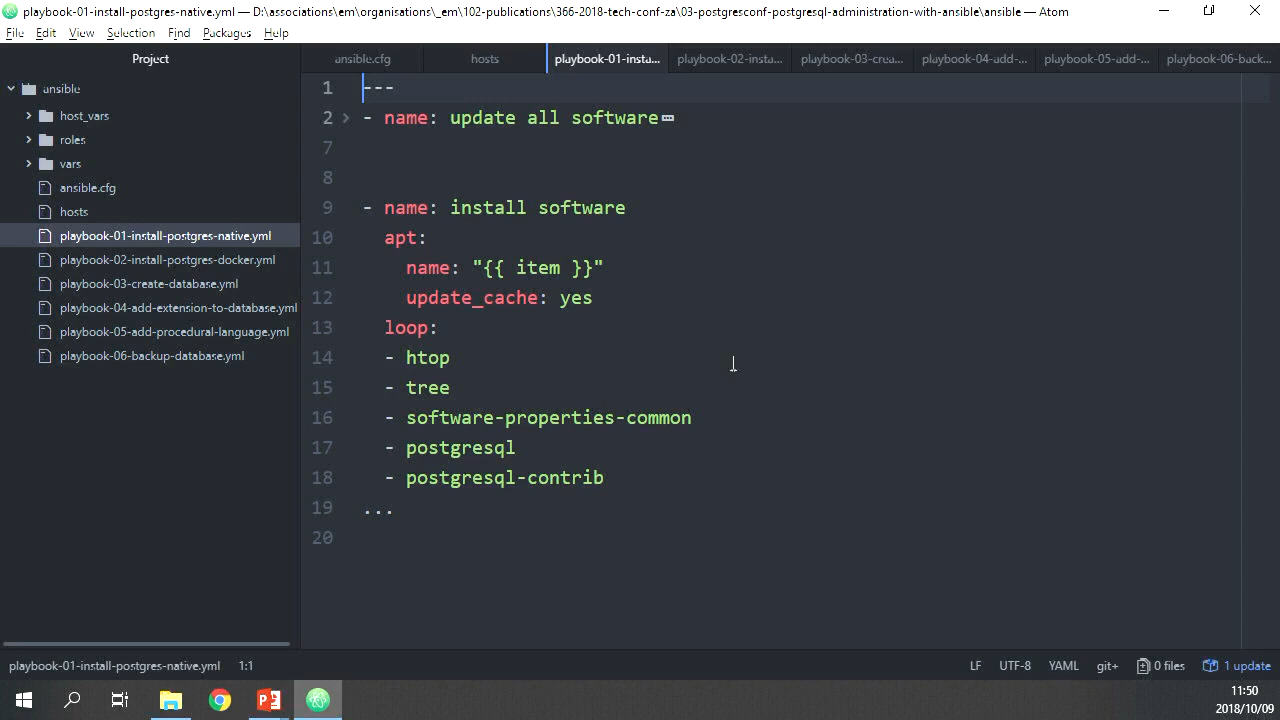 playbook-01-install-postgres-native.yml — D:\associations\em\organisations\_em\102-publications\366-2018-tech-conf-za\03-postgresconf-postgresql-administration-with-ansible\ansible — Atom
File Edit View Selection Find Packages Help
Project
ansible.cfg hosts playbook-01-insta... playbook-02-insta... playbook-03-crea... playbook-04-add-... playbook-05-add-... playbook-06-back...
ansible
host_vars
roles
vars
ansible.cfg
hosts
playbook-01-install-postgres-native.yml
playbook-02-install-postgres-docker.yml
playbook-03-create-database.yml
playbook-04-add-extension-to-database.yml
playbook-05-add-procedural-language.yml
playbook-06-backup-database.yml
1 ---
2 - name: update all software
7
8
9 - name: install software
10 apt:
11 name: "{{ item }}"
12 update_cache: yes
13 loop:
14 - htop
15 - tree
16 - software-properties-common
17 - postgresql
18 - postgresql-contrib
19 ...
20
playbook-01-install-postgres-native.yml 1:1 LF UTF-8 YAML git+ 0 files 1 update
11:50
2018/10/09